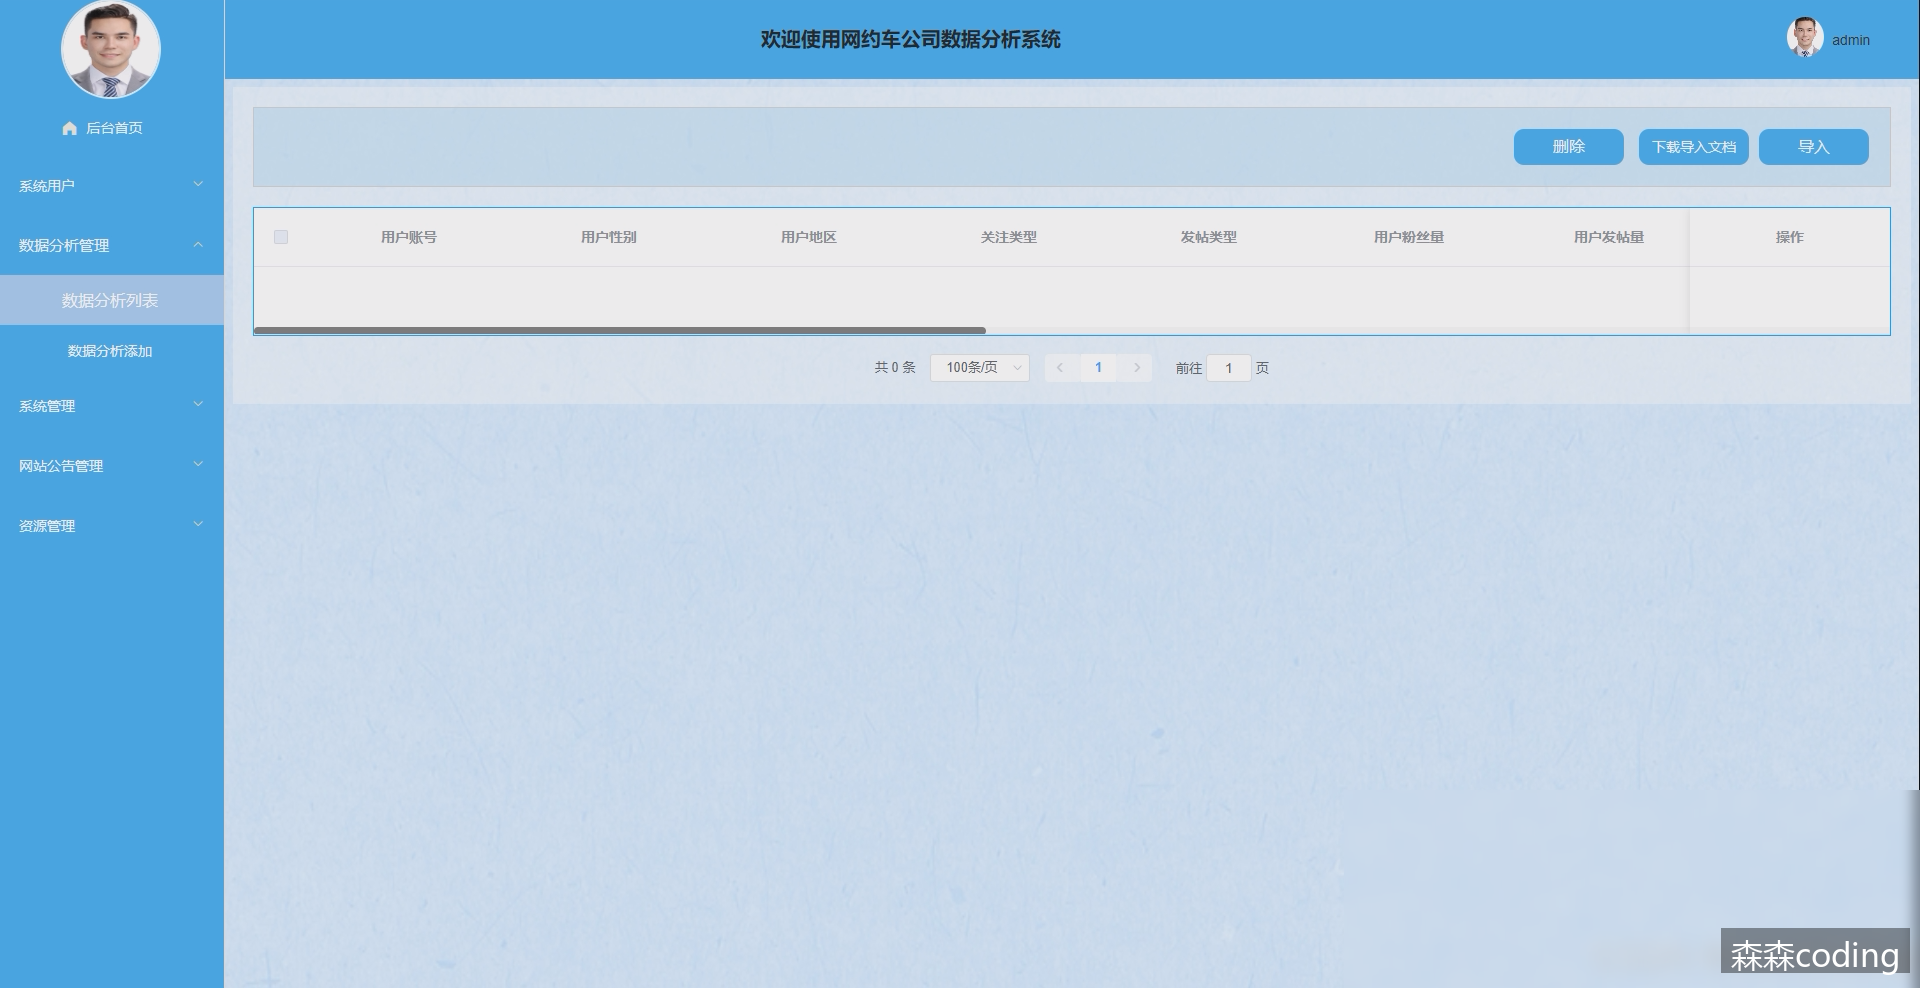 欢迎使用网约车公司数据分析系统
admin
后台首页
系统用户
数据分析管理
数据分析列表
数据分析添加
系统管理
网站公告管理
资源管理
删除
下载导入文档
导入
用户账号 用户性别 用户地区 关注类型 发帖类型 用户粉丝量 用户发帖量 操作
共 0 条 100条/页 1 前往 1 页
森森coding